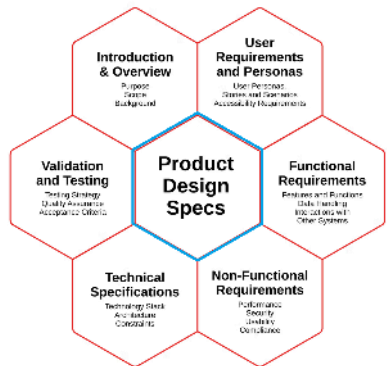 Introduction
& Overview
Purpose
Scope
Background
User
Requirements
and Personas
User Personas
Stories and Scenarios
Accessibility Requirements
Validation
and Testing
Testing Strategy
Quality Assurance
Acceptance Criteria
Product
Design
Specs
Functional
Requirements
Features and Functions
Data Handling
Interactions with
Other Systems
Technical
Specifications
Technology Stack
Architecture
Constraints
Non-Functional
Requirements
Performance
Security
Usability
Compliance